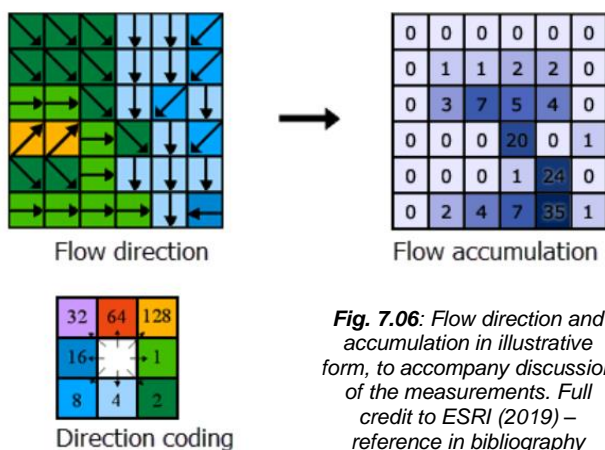 0 0 0 0 0 0
0 1 1 2 2 0
0 3 7 5 4 0
0 0 0 20 0 1
0 0 0 1 24 0
0 2 4 7 35 1
Flow direction
Flow accumulation
32 64 128
16 1
8 4 2
Direction coding
Fig. 7.06: Flow direction and
accumulation in illustrative
form, to accompany discussion
of the measurements. Full
credit to ESRI (2019) –
reference in bibliography